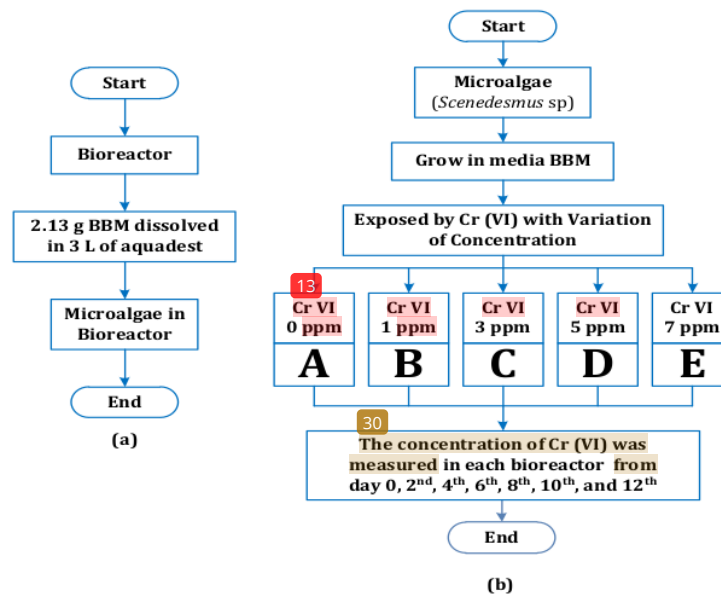 Start
Bioreactor
2.13 g BBM dissolved
in 3 L of aquadest
Microalgae in
Bioreactor
End
(a)
Start
Microalgae
(Scenedesmus sp)
Grow in media BBM
Exposed by Cr (VI) with Variation
of Concentration
13
Cr VI
0 ppm
A
Cr VI
1 ppm
B
Cr VI
3 ppm
C
Cr VI
5 ppm
D
Cr VI
7 ppm
E
30
The concentration of Cr (VI) was
measured in each bioreactor from
day 0, 2nd, 4th, 6th, 8th, 10th, and 12th
End
(b)